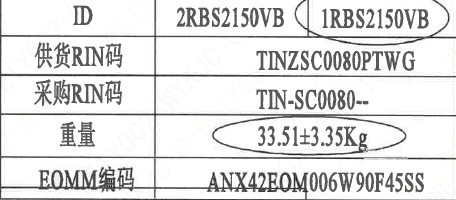 ID 2RBS2150VB 1RBS2150VB
供货RIN码 TINZSC0080PTWG
采购RIN码 TIN-SC0080--
重量 33.51±3.35Kg
EOMM编码 ANX42EOM006W90F45SS